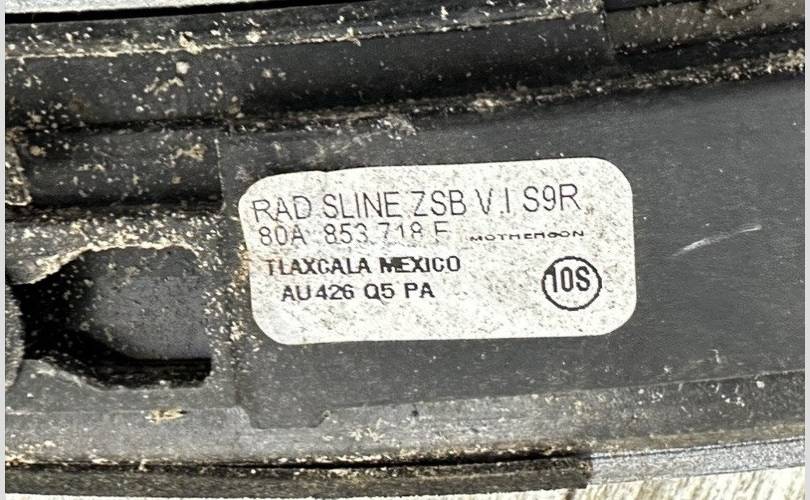 RAD SLINE ZSB V.I S9R
80A 853 718 F MOTHERSON
TLAXCALA MEXICO
AU426 Q5 PA
10S